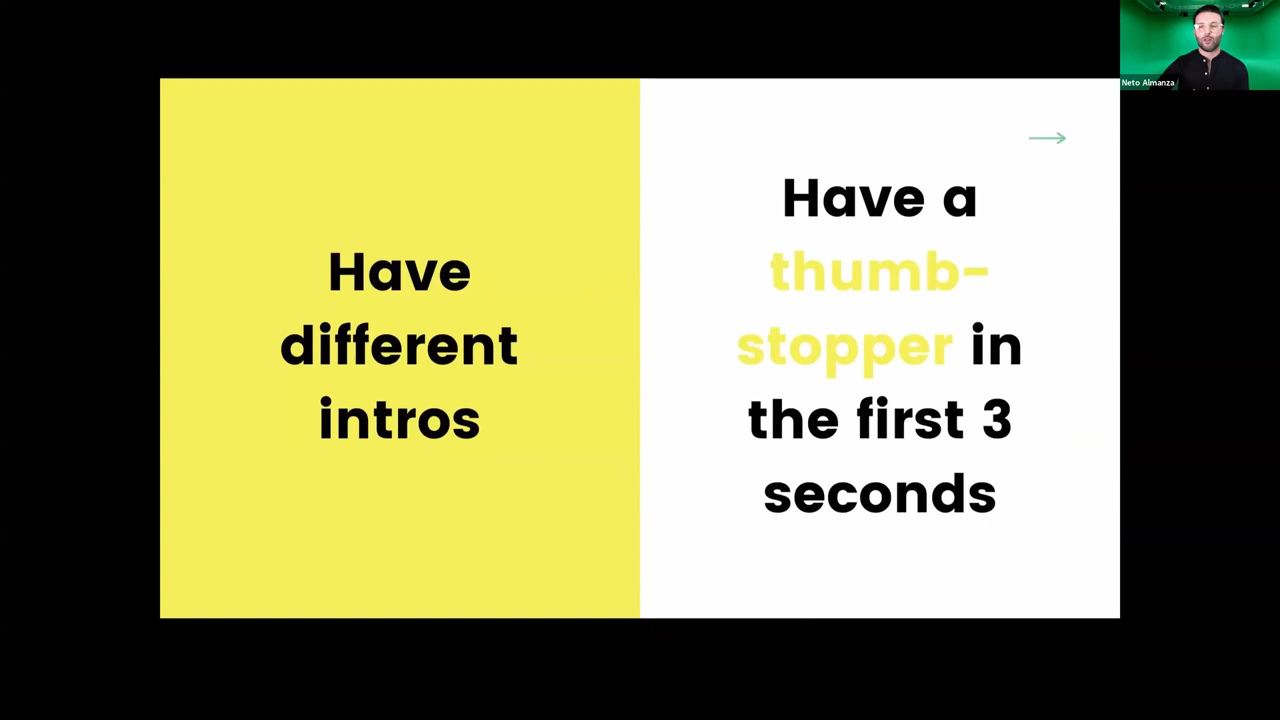 Have
different
intros
Have a
thumb-
stopper in
the first 3
seconds
Neto Almanza